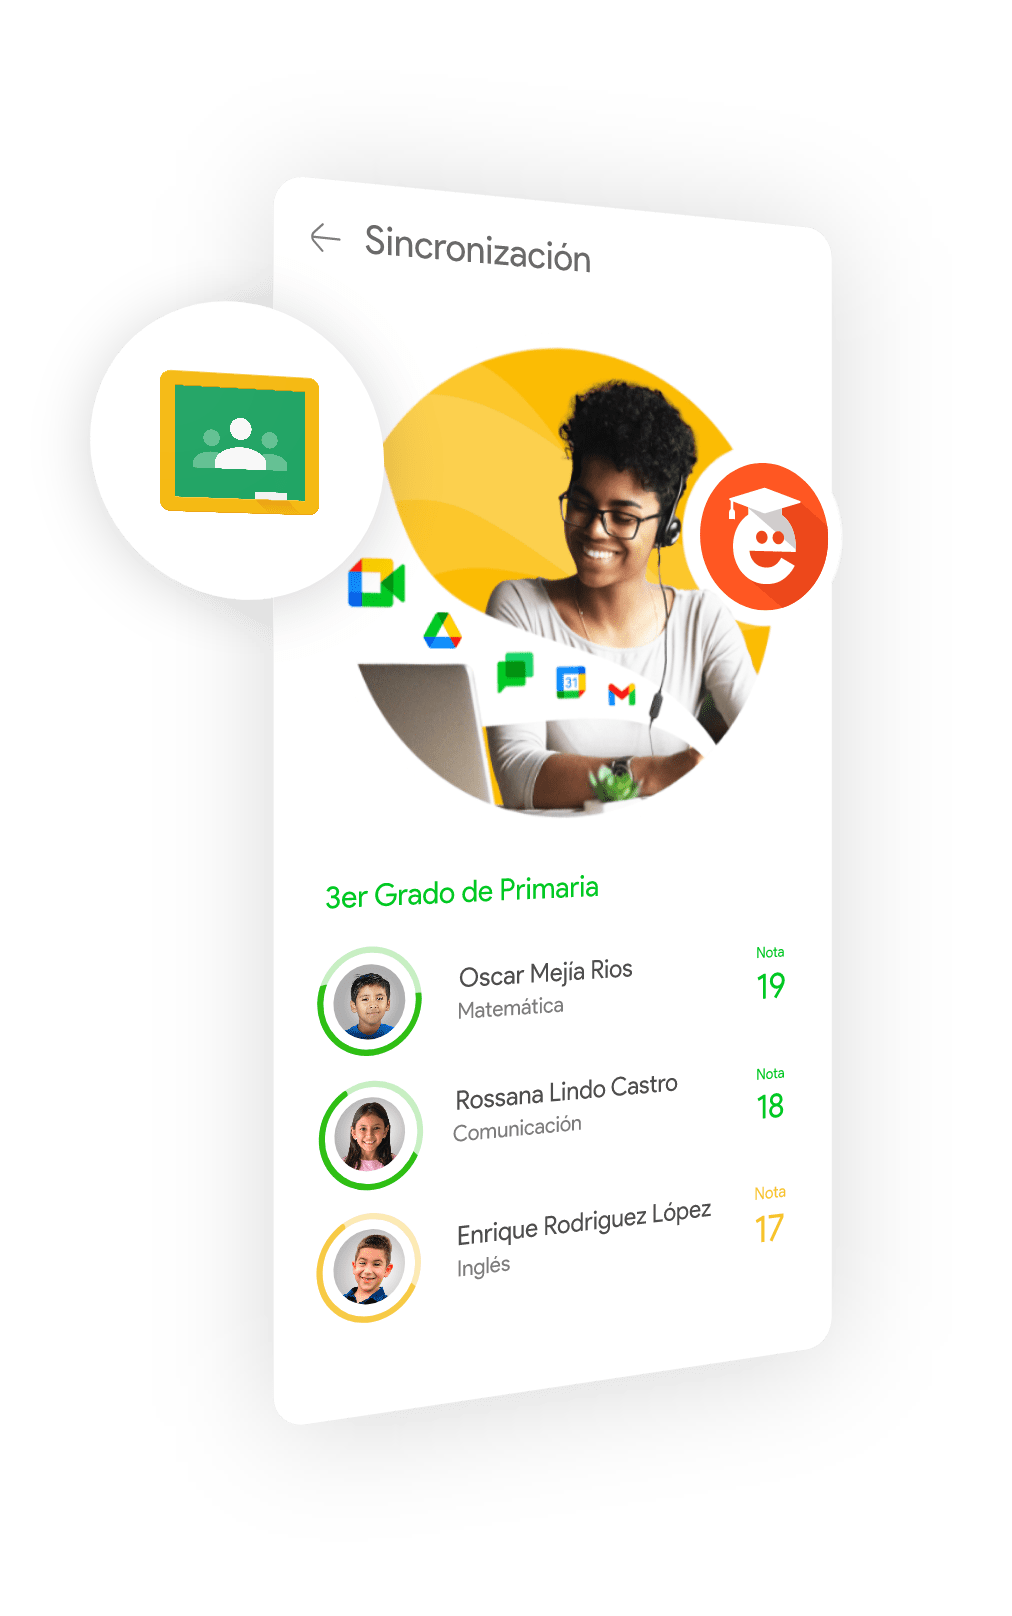 Sincronización
31
3er Grado de Primaria
Oscar Mejía Rios
Matemática
Nota
19
Rossana Lindo Castro
Comunicación
Nota
18
Enrique Rodriguez López
Inglés
Nota
17